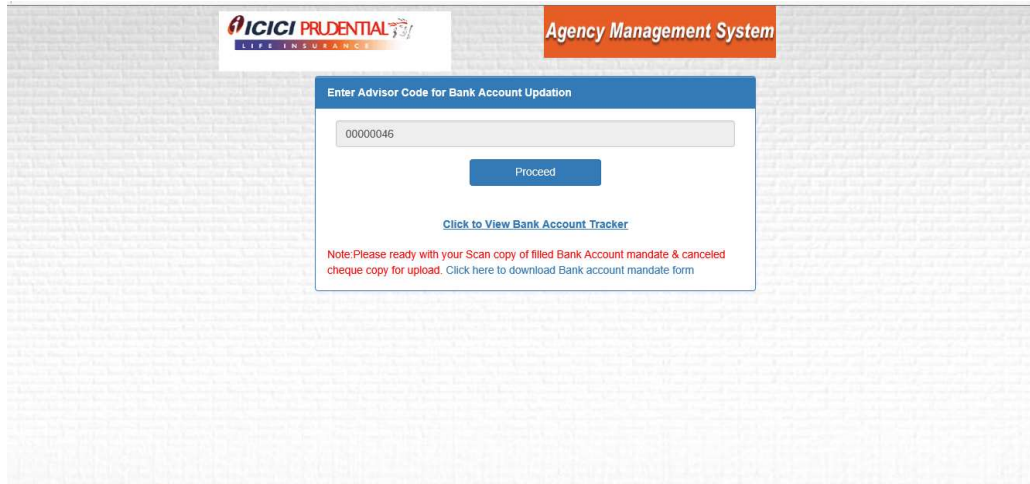 ICICI PRUDENTIAL
LIFE INSURANCE
Agency Management System
Enter Advisor Code for Bank Account Updation
00000046
Proceed
Click to View Bank Account Tracker
Note:Please ready with your Scan copy of filled Bank Account mandate & canceled
cheque copy for upload. Click here to download Bank account mandate form